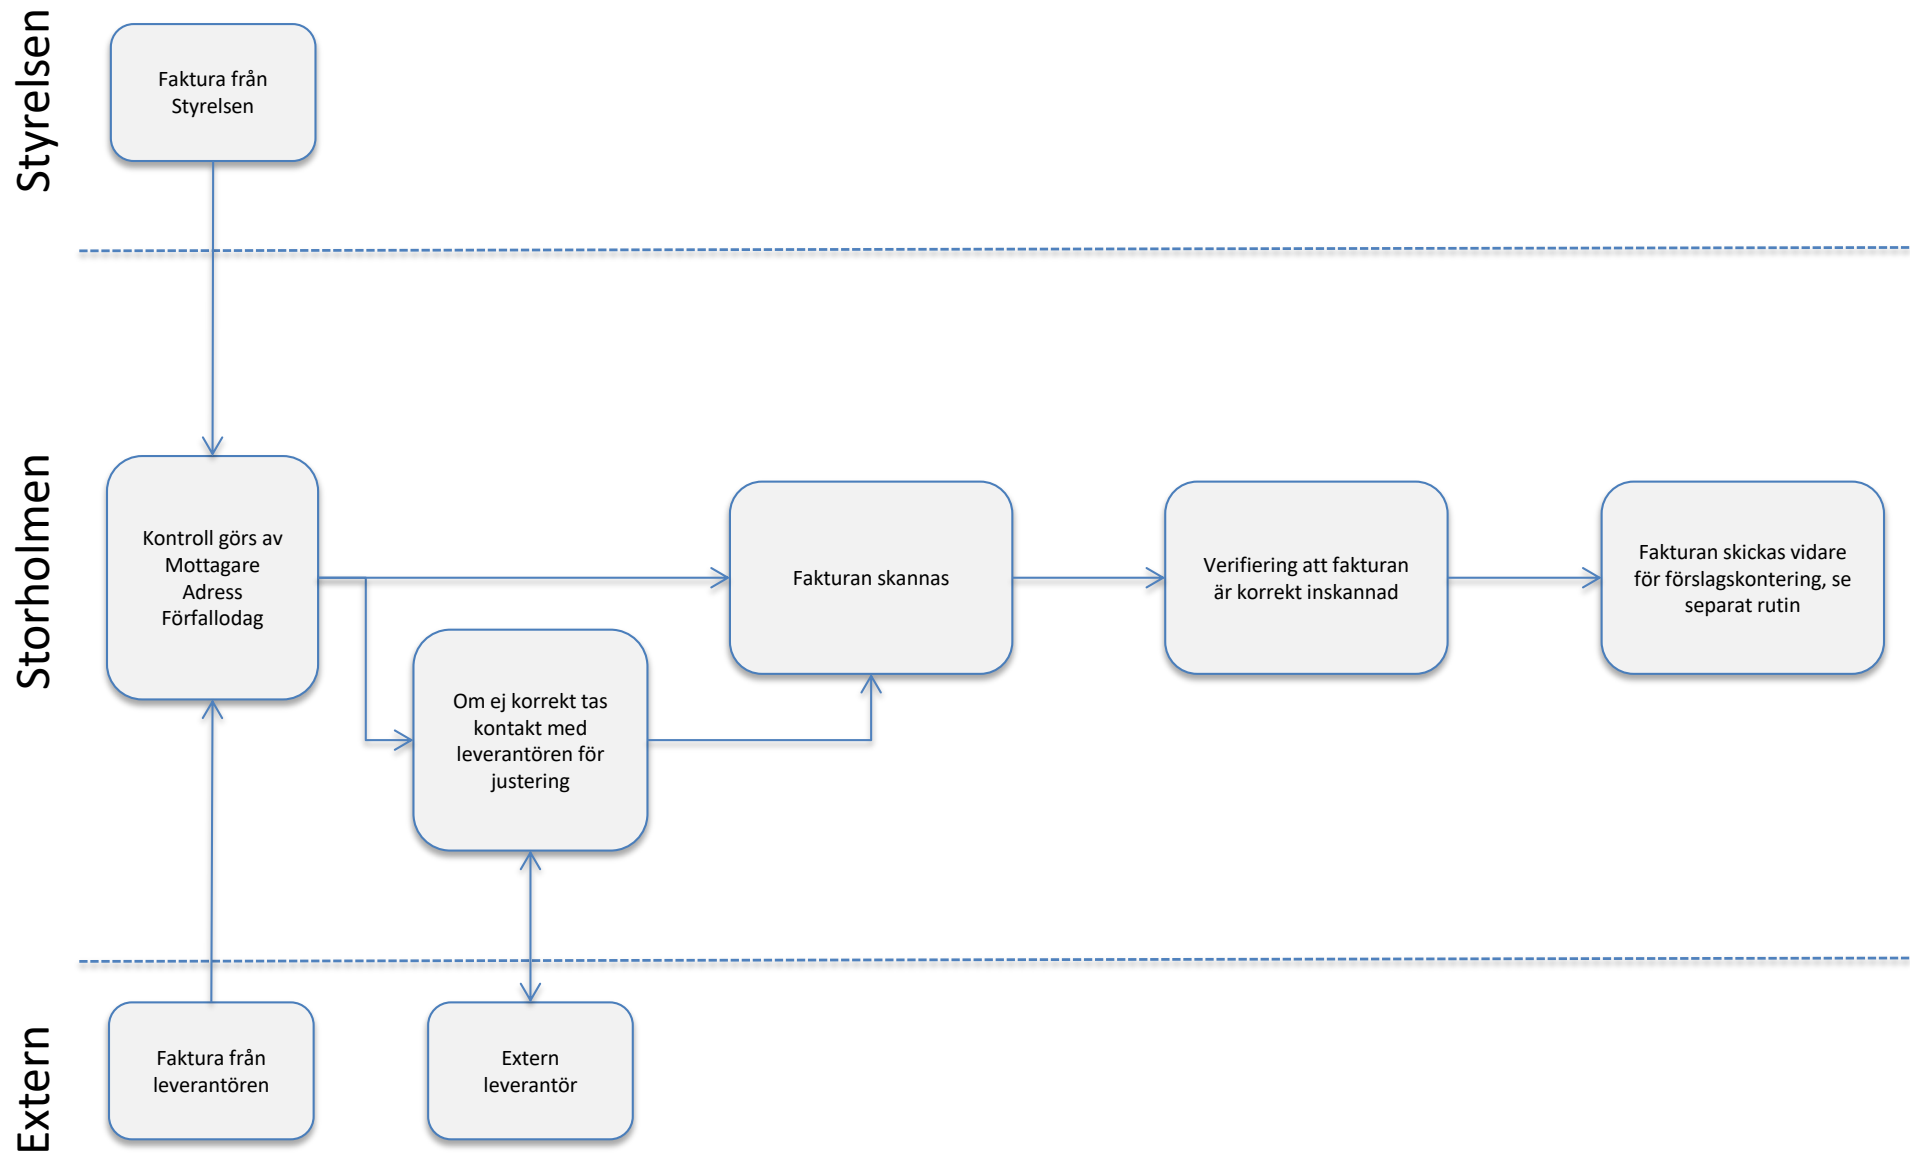 Styrelsen
Faktura från
Styrelsen
Storholmen
Kontroll görs av
Mottagare
Adress
Förfallodag
Om ej korrekt tas
kontakt med
leverantören för
justering
Fakturan skannas
Verifiering att fakturan
är korrekt inskannad
Fakturan skickas vidare
för förslagskontering, se
separat rutin
Extern
Faktura från
leverantören
Extern
leverantör